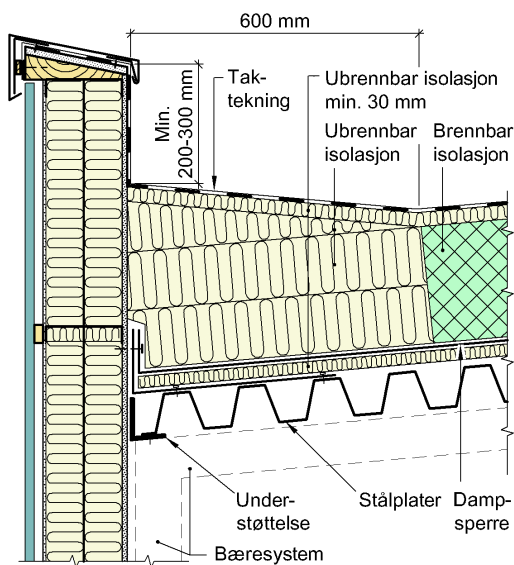 600 mm
Min.
200-300 mm
Tak-
tekning
Ubrennbar isolasjon
min. 30 mm
Ubrennbar
isolasjon
Brennbar
isolasjon
Under-
støttelse
Stålplater
Damp-
sperre
Bæresystem